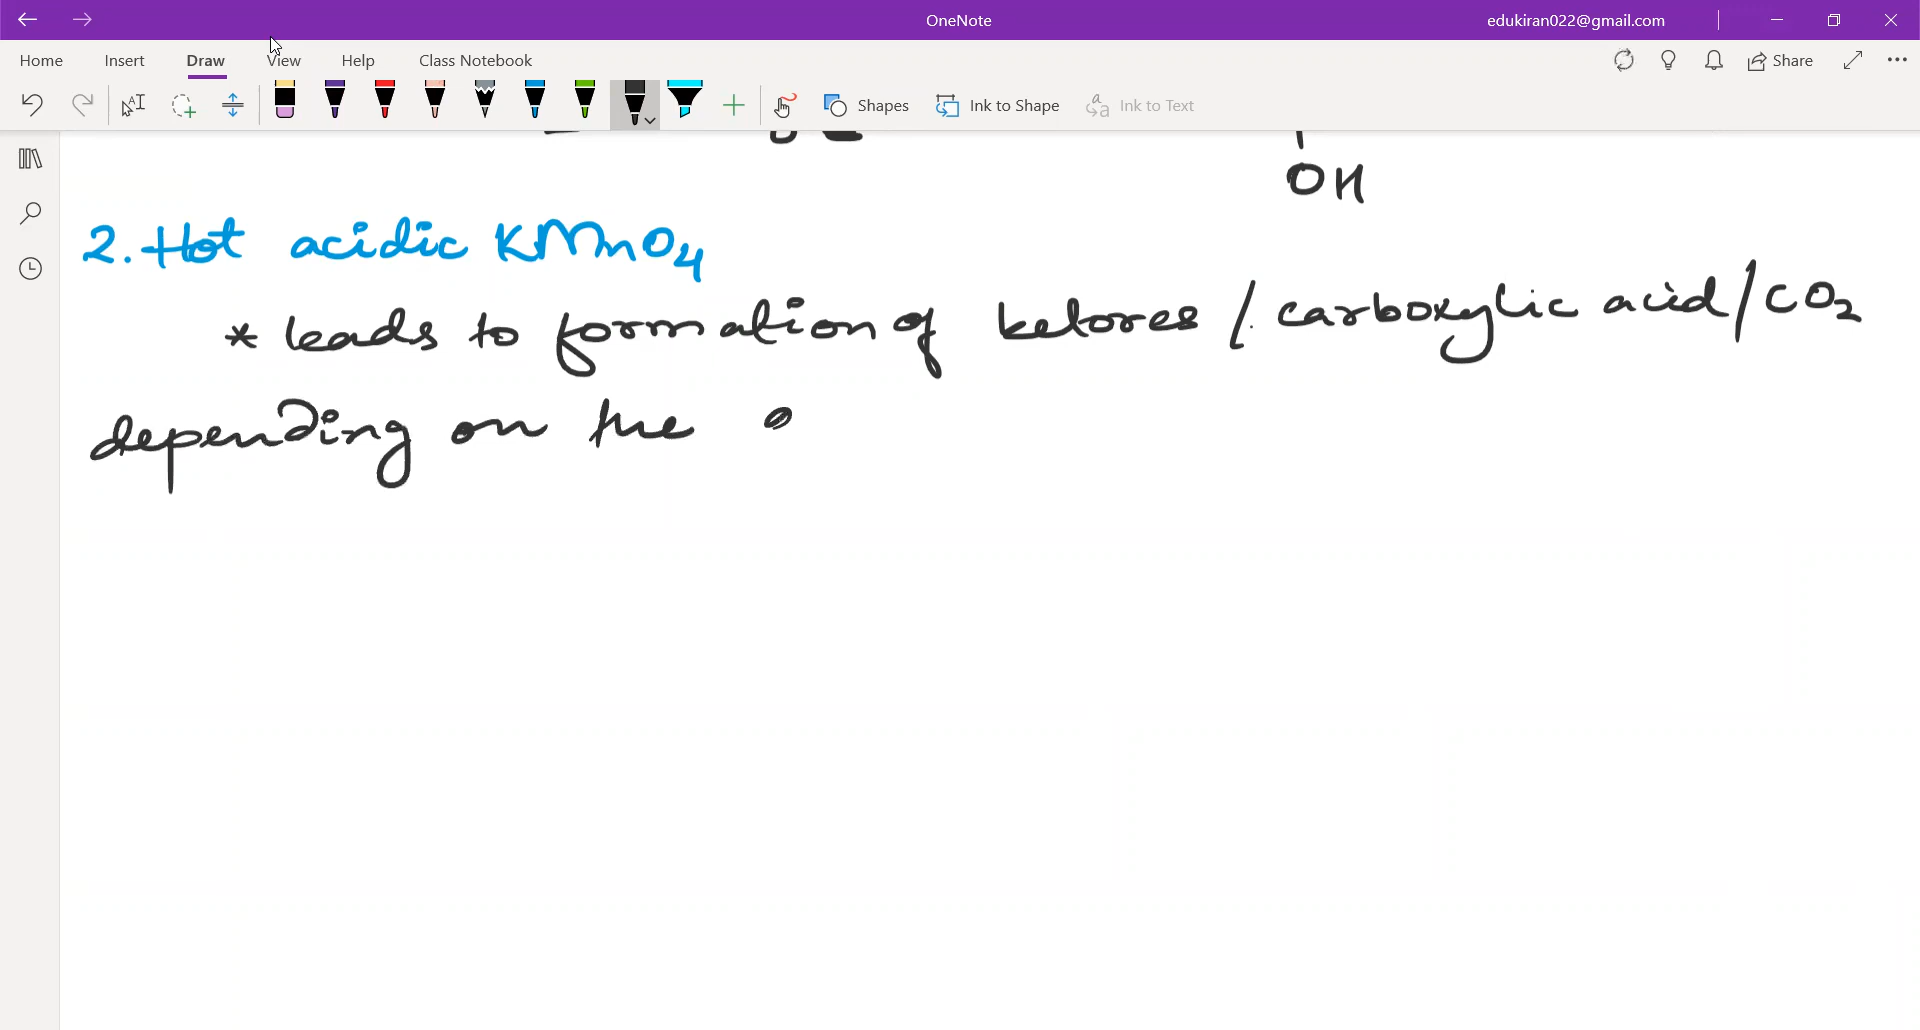 OneNote
edukiran022@gmail.com
Home Insert Draw View Help Class Notebook Share
Shapes Ink to Shape Ink to Text
OH
2. Hot acidic KMnO4
* leads to formation of ketones / carboxylic acid / CO2
depending on the